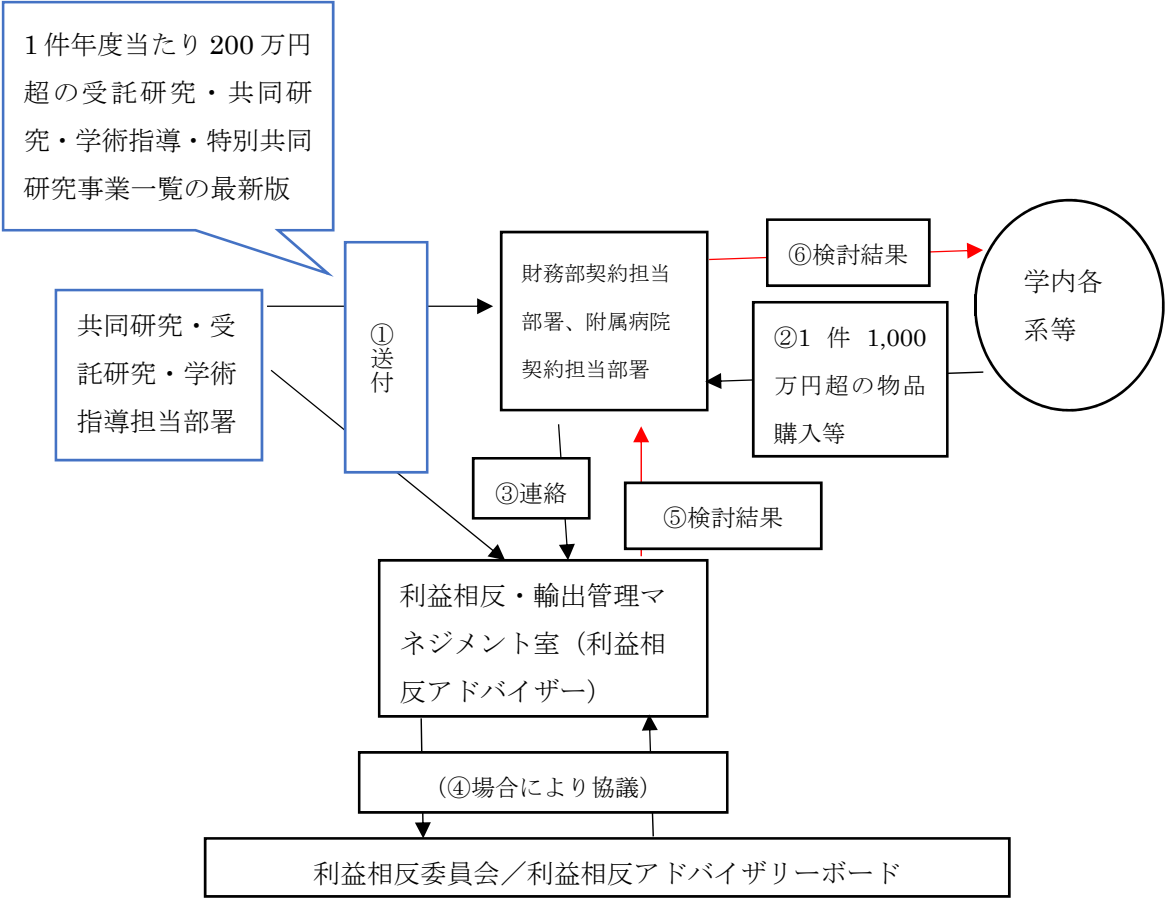 1件年度当たり 200 万円
超の受託研究・共同研
究・学術指導・特別共同
研究事業一覧の最新版
共同研究・受
託研究・学術
指導担当部署
①送付
財務部契約担当
部署、附属病院
契約担当部署
⑥検討結果
②1 件 1,000
万円超の物品
購入等
学内各
系等
③連絡
⑤検討結果
利益相反・輸出管理マ
ネジメント室（利益相
反アドバイザー）
（④場合により協議）
利益相反委員会／利益相反アドバイザリーボード